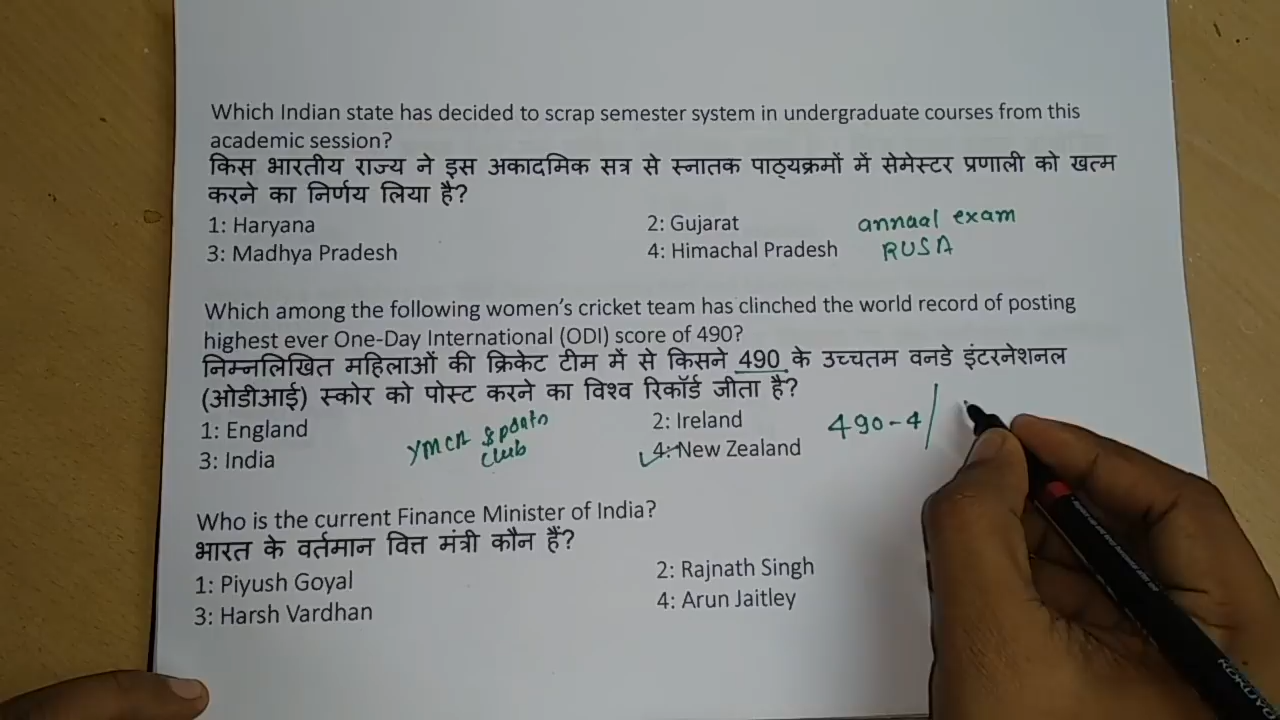 Which Indian state has decided to scrap semester system in undergraduate courses from this
academic session?
किस भारतीय राज्य ने इस अकादमिक सत्र से स्नातक पाठ्यक्रमों में सेमेस्टर प्रणाली को खत्म
करने का निर्णय लिया है?
1: Haryana
2: Gujarat
annual exam
3: Madhya Pradesh
4: Himachal Pradesh
RUSA
Which among the following women's cricket team has clinched the world record of posting
highest ever One-Day International (ODI) score of 490?
निम्नलिखित महिलाओं की क्रिकेट टीम में से किसने 490 के उच्चतम वनडे इंटरनेशनल
(ओडीआई) स्कोर को पोस्ट करने का विश्व रिकॉर्ड जीता है?
1: England
2: Ireland
490-4/
YMCA
club
3: India
4: New Zealand
Who is the current Finance Minister of India?
भारत के वर्तमान वित्त मंत्री कौन हैं?
1: Piyush Goyal
2: Rajnath Singh
3: Harsh Vardhan
4: Arun Jaitley
KOKUYO